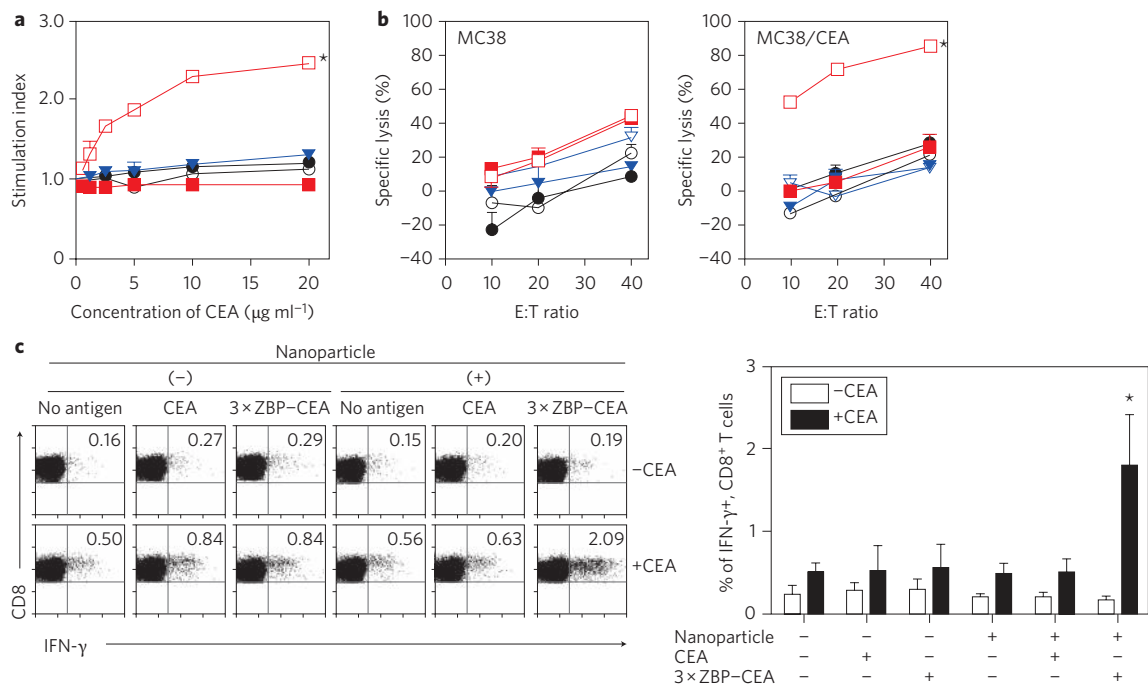 a
3.0
2.0
1.0
0
Stimulation index
0 5 10 15 20
Concentration of CEA (µg ml⁻¹)
*
b
MC38
100
80
60
40
20
0
−20
−40
Specific lysis (%)
0 10 20 30 40
E:T ratio
MC38/CEA
100
80
60
40
20
0
−20
−40
Specific lysis (%)
0 10 20 30 40
E:T ratio
*
c
Nanoparticle
(−) (+)
No antigen CEA 3×ZBP–CEA No antigen CEA 3×ZBP–CEA
0.16 0.27 0.29 0.15 0.20 0.19
−CEA
0.50 0.84 0.84 0.56 0.63 2.09
+CEA
CD8
IFN-γ
3
2
1
0
% of IFN-γ+, CD8⁺ T cells
−CEA
+CEA
*
Nanoparticle − − − + + +
CEA − + − − + −
3×ZBP–CEA − − + − − +